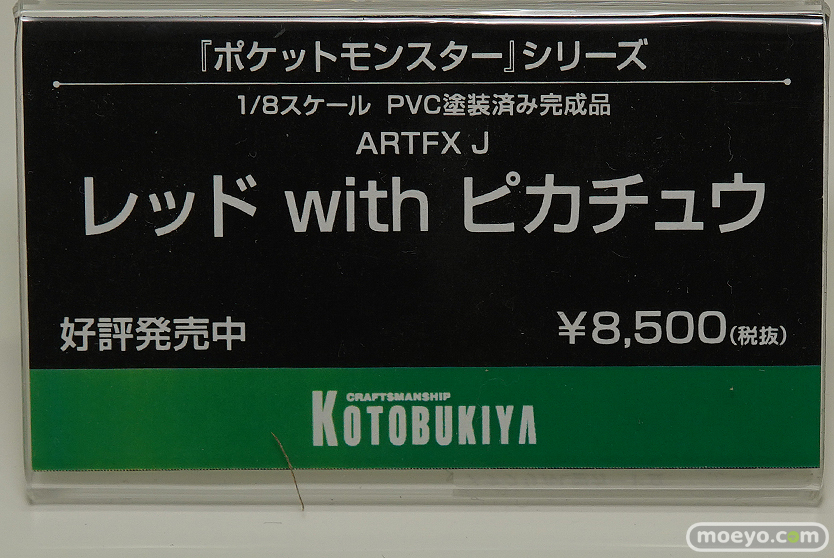 『ポケットモンスター』シリーズ
1/8スケール PVC塗装済み完成品
ARTFX J
レッド with ピカチュウ
好評発売中
¥8,500(税抜)
CRAFTSMANSHIP
KOTOBUKIYA
moeyo.com